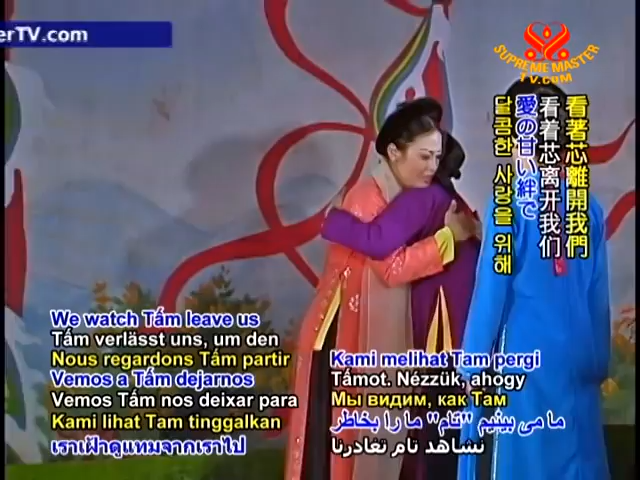 erTV.com
SUPREME MASTER
TV.COM
看著芯離開我們
看着芯离开我们
愛の甘い絆で
달콤한 사랑을 위해
We watch Tấm leave us
Tấm verlässt uns, um den
Nous regardons Tấm partir
Vemos a Tấm dejarnos
Vemos Tấm nos deixar para
Kami lihat Tam tinggalkan
เราเฝ้าดูแทมจากเราไป
Kami melihat Tam pergi
Tấmot. Nézzük, ahogy
Мы видим, как Там
ما می بینیم "تام" ما را بخاطر
نشاهد تام تغادرنا